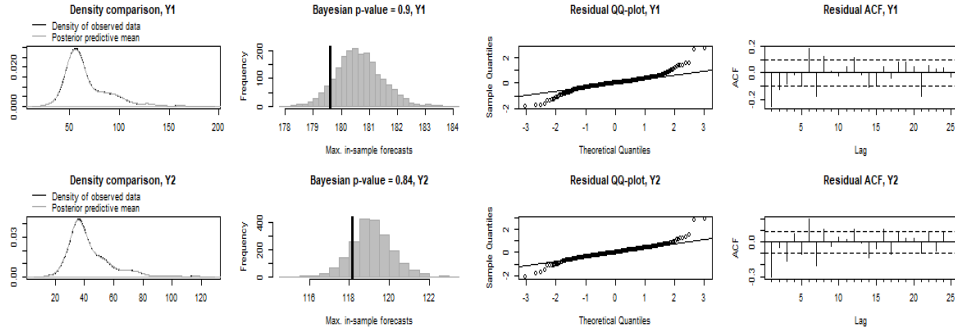 Density comparison, Y1
Density of observed data
Posterior predictive mean
0.000
0.020
50
100
150
200
Bayesian p-value = 0.9, Y1
Frequency
0
100
200
178
179
180
181
182
183
184
Max. in-sample forecasts
Residual QQ-plot, Y1
Sample Quantiles
-2
0
2
-3
-2
-1
0
1
2
3
Theoretical Quantiles
Residual ACF, Y1
ACF
-0.2
0.0
5
10
15
20
25
Lag
Density comparison, Y2
Density of observed data
Posterior predictive mean
0.00
0.03
20
40
60
80
100
120
Bayesian p-value = 0.84, Y2
Frequency
0
200
400
116
118
120
122
Max. in-sample forecasts
Residual QQ-plot, Y2
Sample Quantiles
-2
0
2
-3
-2
-1
0
1
2
3
Theoretical Quantiles
Residual ACF, Y2
ACF
-0.3
0.0
5
10
15
20
25
Lag